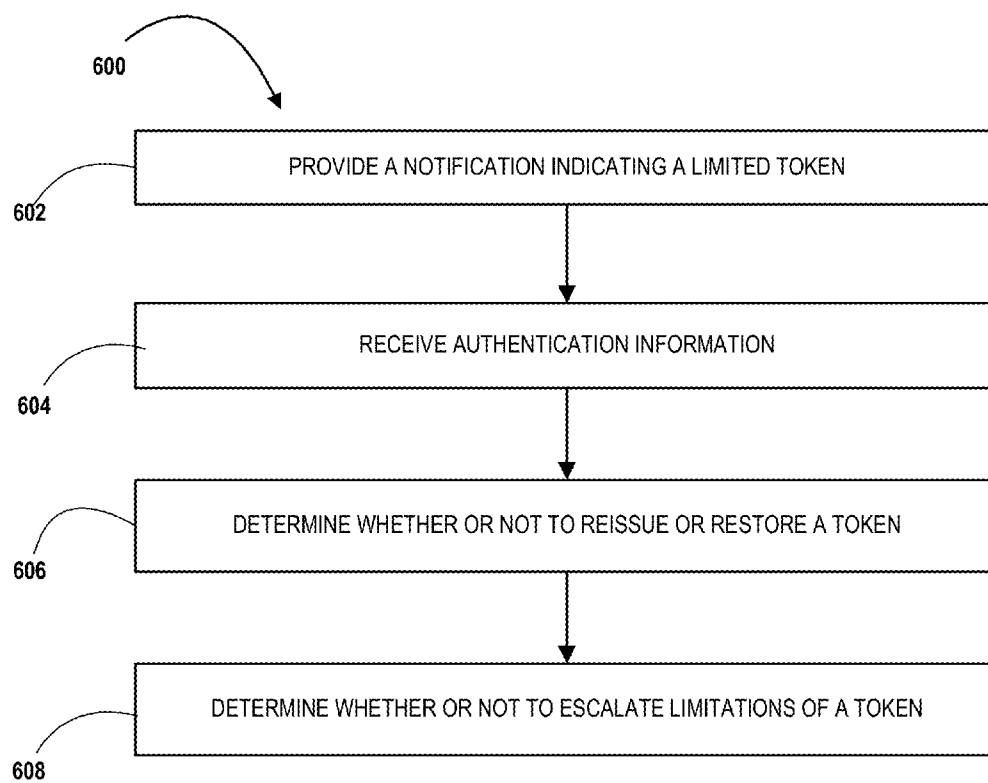 600
PROVIDE A NOTIFICATION INDICATING A LIMITED TOKEN
602
RECEIVE AUTHENTICATION INFORMATION
604
DETERMINE WHETHER OR NOT TO REISSUE OR RESTORE A TOKEN
606
DETERMINE WHETHER OR NOT TO ESCALATE LIMITATIONS OF A TOKEN
608